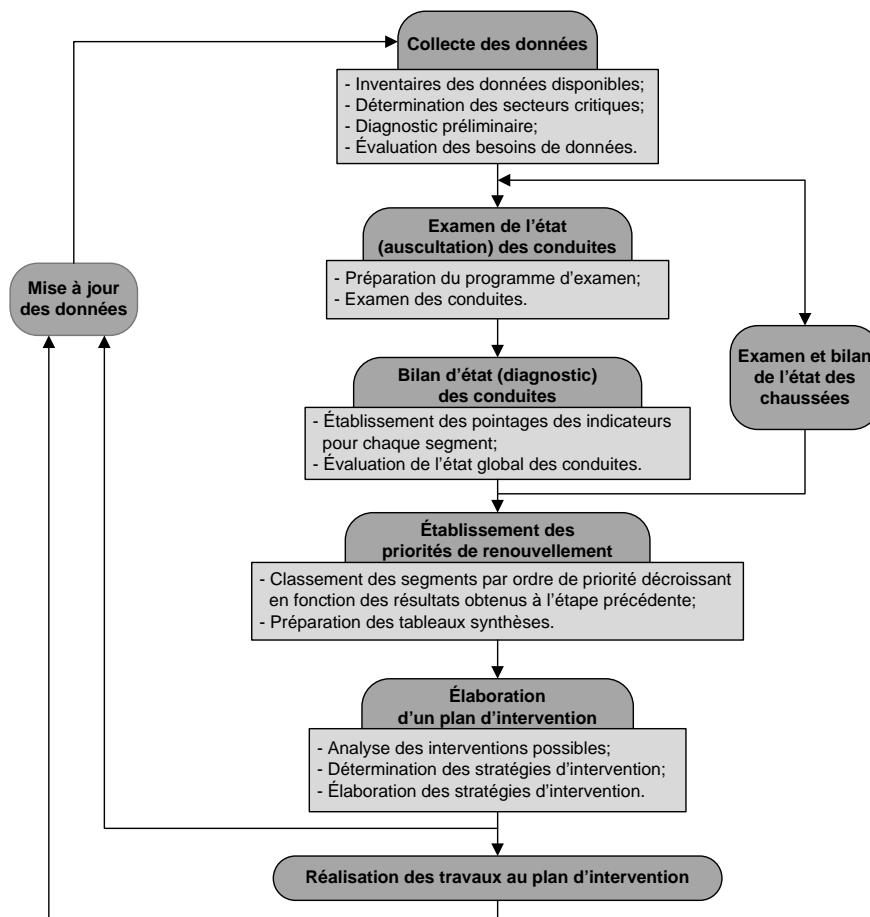 Collecte des données
- Inventaires des données disponibles;
- Détermination des secteurs critiques;
- Diagnostic préliminaire;
- Évaluation des besoins de données.
Examen de l’état
(auscultation) des conduites
- Préparation du programme d’examen;
- Examen des conduites.
Mise à jour
des données
Examen et bilan
de l’état des
chaussées
Bilan d’état (diagnostic)
des conduites
- Établissement des pointages des indicateurs
pour chaque segment;
- Évaluation de l’état global des conduites.
Établissement des
priorités de renouvellement
- Classement des segments par ordre de priorité décroissant
en fonction des résultats obtenus à l’étape précédente;
- Préparation des tableaux synthèses.
Élaboration
d’un plan d’intervention
- Analyse des interventions possibles;
- Détermination des stratégies d’intervention;
- Élaboration des stratégies d’intervention.
Réalisation des travaux au plan d’intervention